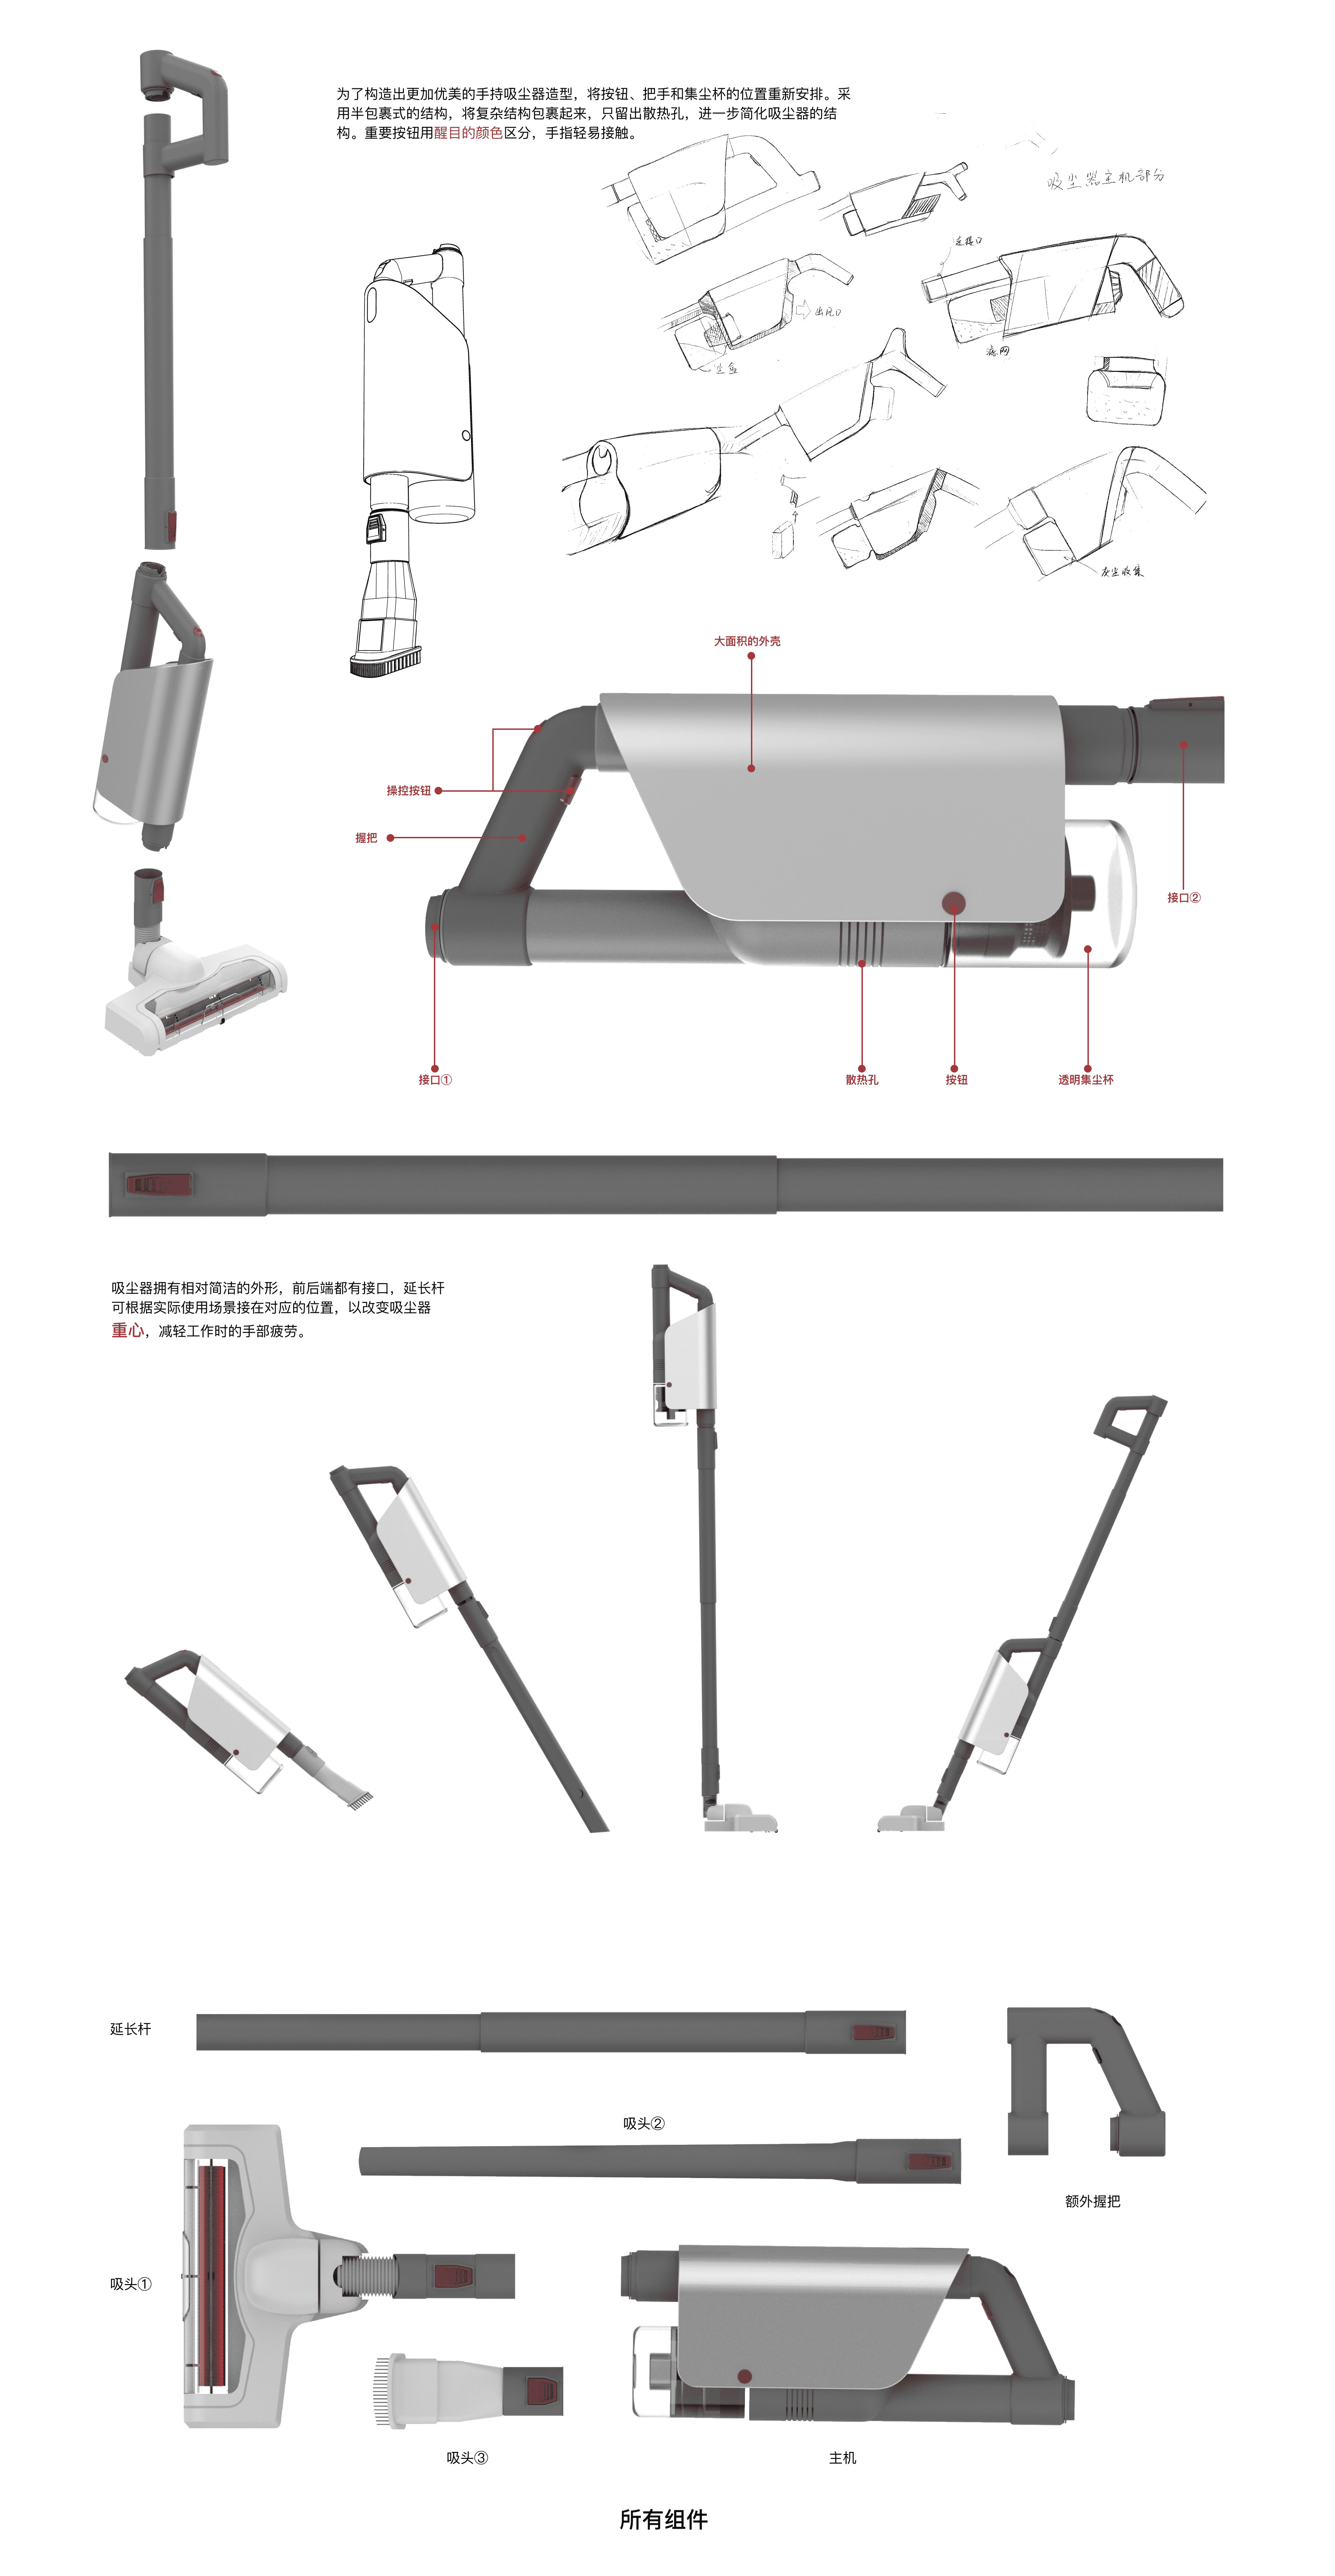 为了构造出更加优美的手持吸尘器造型，将按钮、把手和集尘杯的位置重新安排。采
用半包裹式的结构，将复杂结构包裹起来，只留出散热孔，进一步简化吸尘器的结
构。重要按钮用醒目的颜色区分，手指轻易接触。
吸尘器主机部分
连接口
出风口
滤网
尘盒
灰尘收集
大面积的外壳
操控按钮
握把
接口②
接口①
散热孔
按钮
透明集尘杯
吸尘器拥有相对简洁的外形，前后端都有接口，延长杆
可根据实际使用场景接在对应的位置，以改变吸尘器
重心，减轻工作时的手部疲劳。
延长杆
吸头②
额外握把
吸头①
吸头③
主机
所有组件